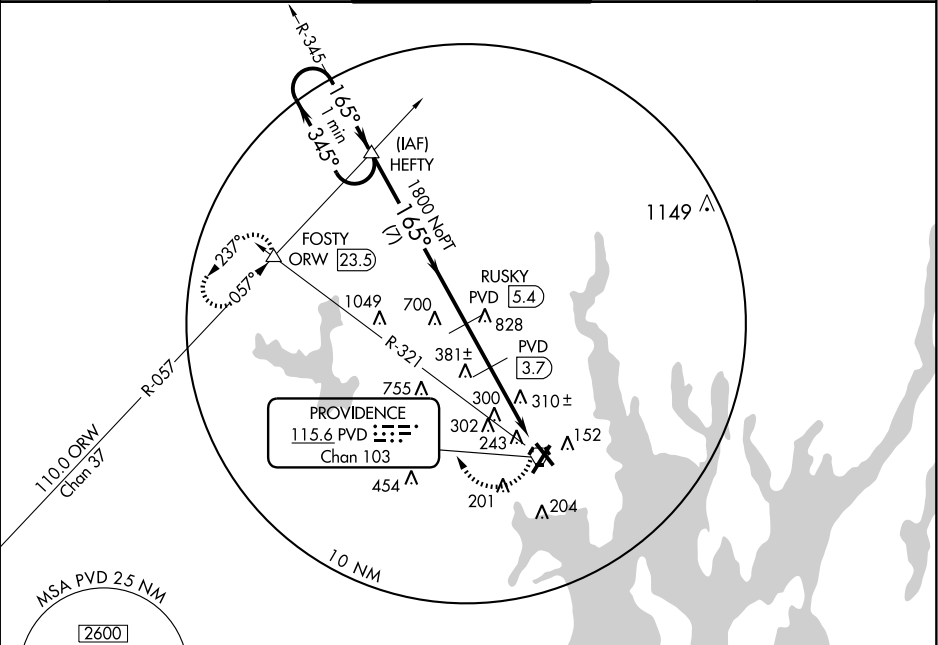 R-345
165°
1 min
345°
(IAF)
HEFTY
1800 NoPT
165°
(7)
1149
FOSTY
ORW 23.5
237°
057°
RUSKY
PVD 5.4
1049
700
828
R-321
381±
PVD
3.7
R-057
755
300
310±
PROVIDENCE
115.6 PVD
Chan 103
302
243
152
110.0 ORW
Chan 37
454
201
204
10 NM
MSA PVD 25 NM
2600